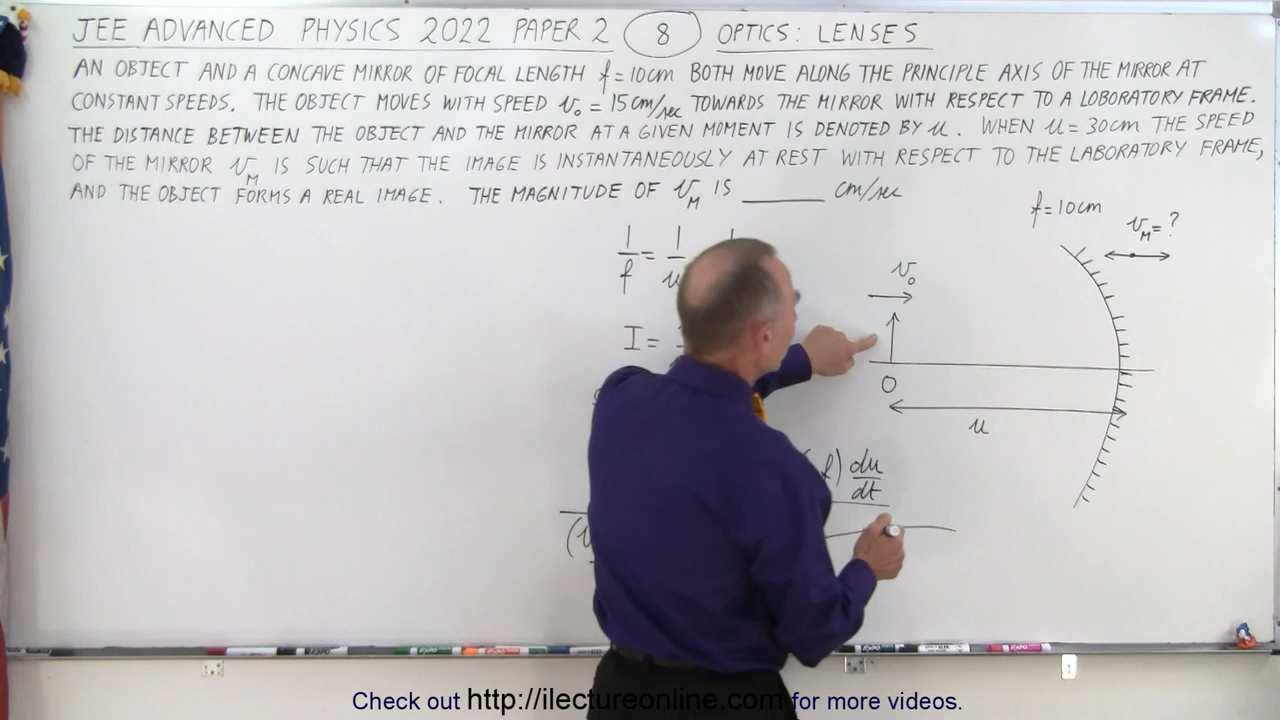 JEE ADVANCED PHYSICS 2022 PAPER 2 8 OPTICS: LENSES
AN OBJECT AND A CONCAVE MIRROR OF FOCAL LENGTH f=10cm BOTH MOVE ALONG THE PRINCIPLE AXIS OF THE MIRROR AT
CONSTANT SPEEDS. THE OBJECT MOVES WITH SPEED v₀ = 15cm/sec TOWARDS THE MIRROR WITH RESPECT TO A LOBORATORY FRAME.
THE DISTANCE BETWEEN THE OBJECT AND THE MIRROR AT A GIVEN MOMENT IS DENOTED BY u. WHEN u=30cm THE SPEED
OF THE MIRROR v_M IS SUCH THAT THE IMAGE IS INSTANTANEOUSLY AT REST WITH RESPECT TO THE LABORATORY FRAME,
AND THE OBJECT FORMS A REAL IMAGE. THE MAGNITUDE OF v_M IS ______ cm/sec
f=10cm
v_M=?
1/f = 1/u
v₀
I =
O
u
f) du/dt
Check out http://ilectureonline.com for more videos.